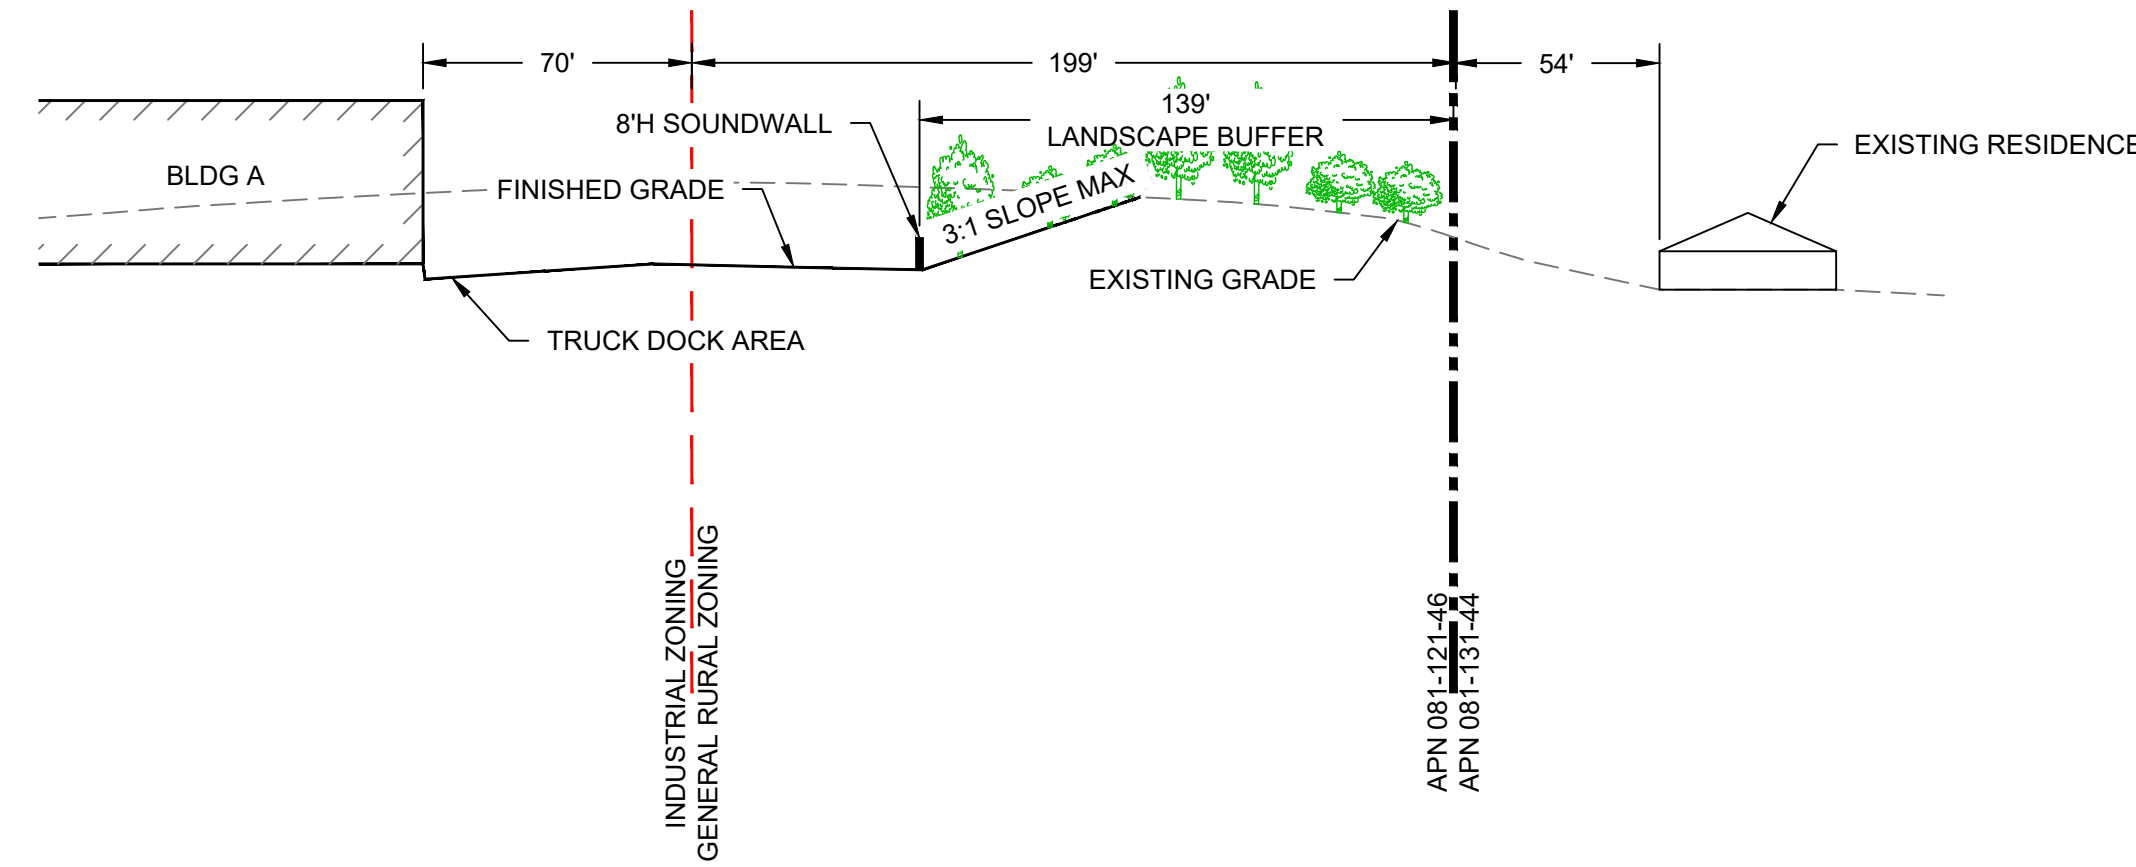 70'
199'
54'
139'
LANDSCAPE BUFFER
8'H SOUNDWALL
EXISTING RESIDENCE
BLDG A
FINISHED GRADE
3:1 SLOPE MAX
EXISTING GRADE
TRUCK DOCK AREA
INDUSTRIAL ZONING
GENERAL RURAL ZONING
APN 081-121-46
APN 081-131-44